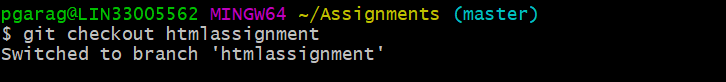 pgarag@LIN33005562 MINGW64 ~/Assignments (master)
$ git checkout htmlassignment
Switched to branch 'htmlassignment'